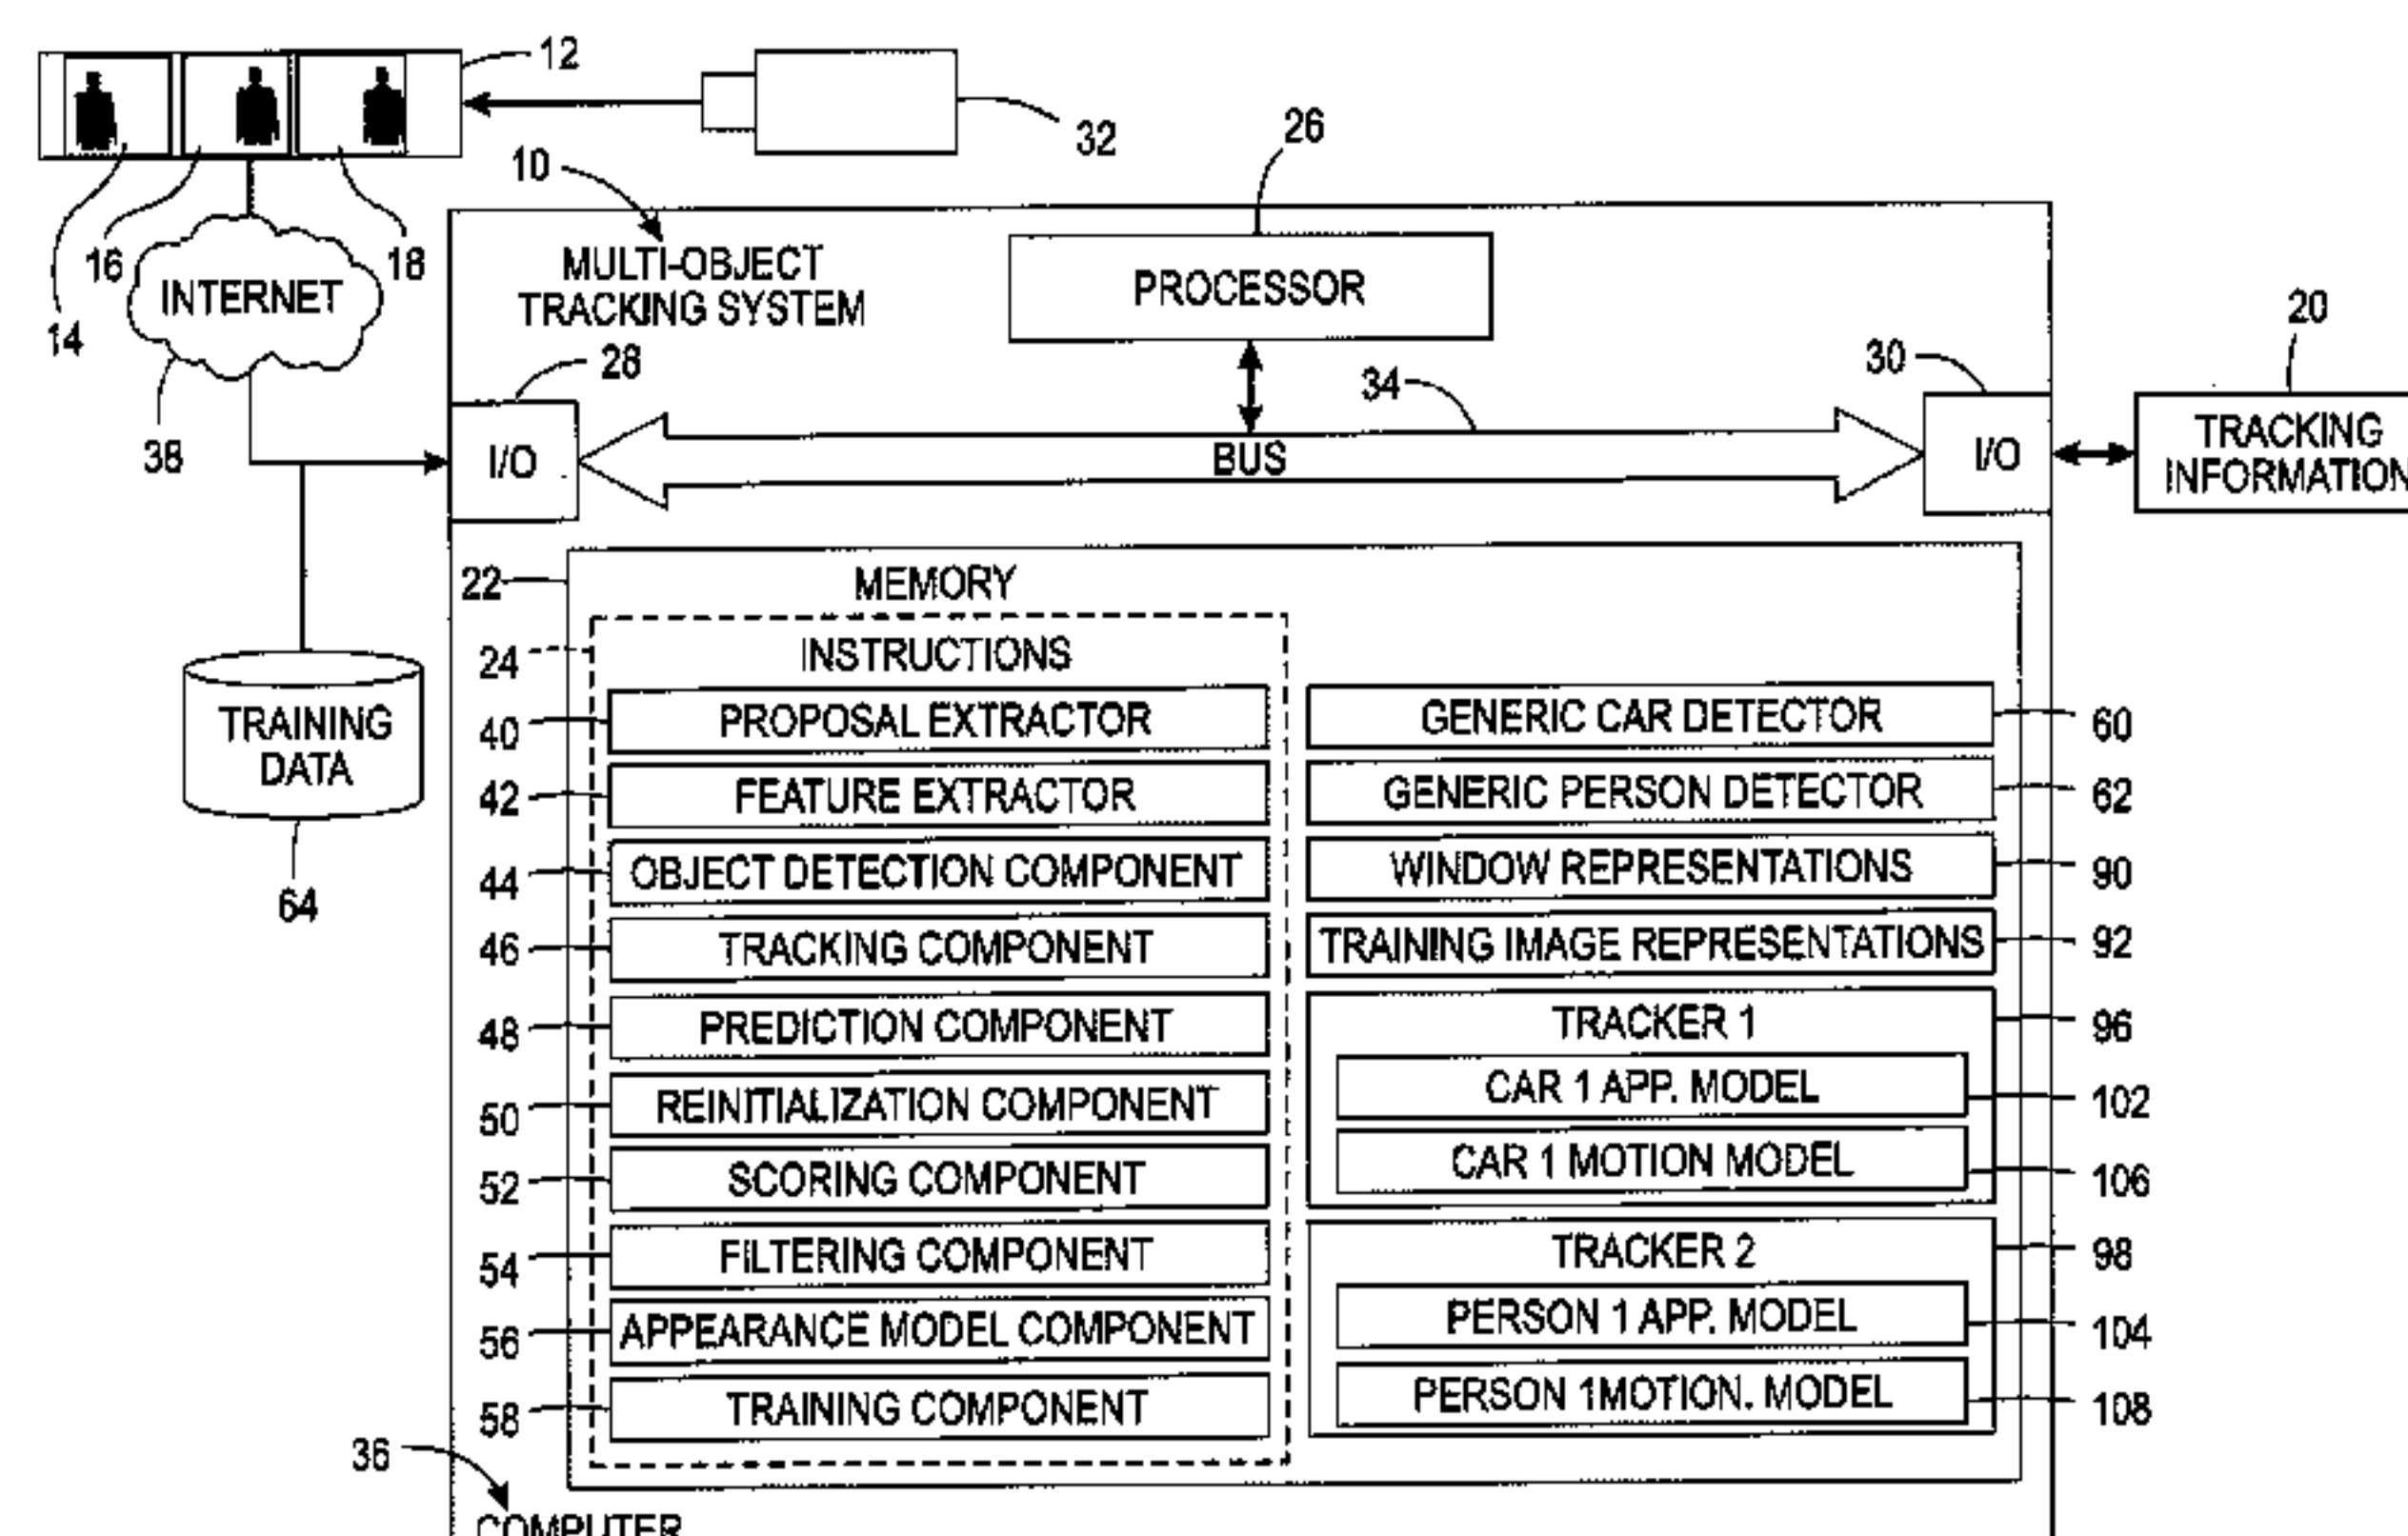 12
32
10
26
16
18
14
INTERNET
MULTI-OBJECT
TRACKING SYSTEM
PROCESSOR
20
28
30
34
38
I/O
BUS
I/O
TRACKING
INFORMATION
22
MEMORY
24
INSTRUCTIONS
TRAINING
DATA
64
40
PROPOSAL EXTRACTOR
42
FEATURE EXTRACTOR
44
OBJECT DETECTION COMPONENT
46
TRACKING COMPONENT
48
PREDICTION COMPONENT
50
REINITIALIZATION COMPONENT
52
SCORING COMPONENT
54
FILTERING COMPONENT
56
APPEARANCE MODEL COMPONENT
58
TRAINING COMPONENT
GENERIC CAR DETECTOR
60
GENERIC PERSON DETECTOR
62
WINDOW REPRESENTATIONS
90
TRAINING IMAGE REPRESENTATIONS
92
TRACKER 1
96
CAR 1 APP. MODEL
102
CAR 1 MOTION MODEL
106
TRACKER 2
98
PERSON 1 APP. MODEL
104
PERSON 1MOTION. MODEL
108
36
COMPUTER